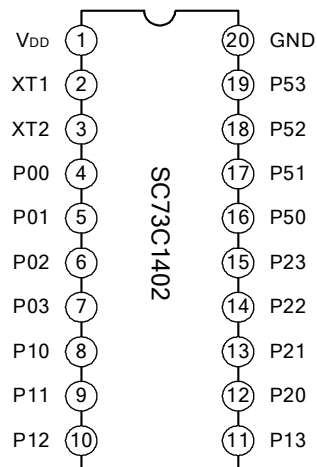 VDD 1 20 GND
XT1 2 19 P53
XT2 3 18 P52
P00 4 17 P51
P01 5 16 P50
P02 6 15 P23
P03 7 14 P22
P10 8 13 P21
P11 9 12 P20
P12 10 11 P13
SC73C1402